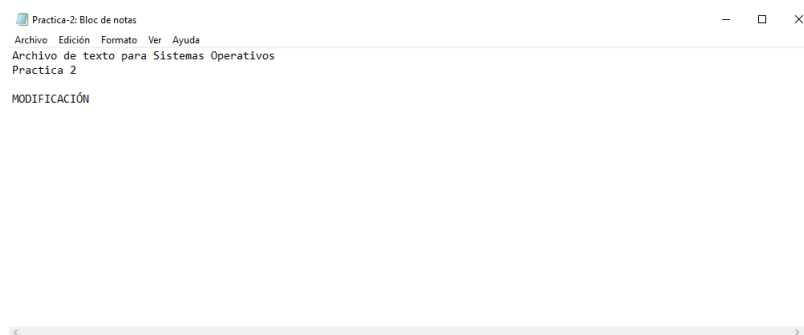 Practica-2: Bloc de notas
Archivo Edición Formato Ver Ayuda
Archivo de texto para Sistemas Operativos
Practica 2
MODIFICACIÓN